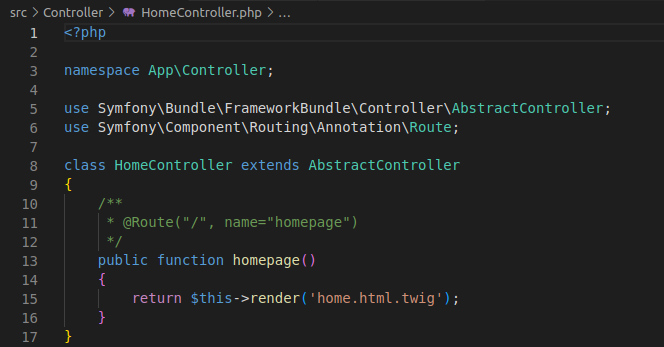 src > Controller > HomeController.php > ...
1 <?php
2
3 namespace App\Controller;
4
5 use Symfony\Bundle\FrameworkBundle\Controller\AbstractController;
6 use Symfony\Component\Routing\Annotation\Route;
7
8 class HomeController extends AbstractController
9 {
10     /**
11      * @Route("/", name="homepage")
12      */
13     public function homepage()
14     {
15         return $this->render('home.html.twig');
16     }
17 }